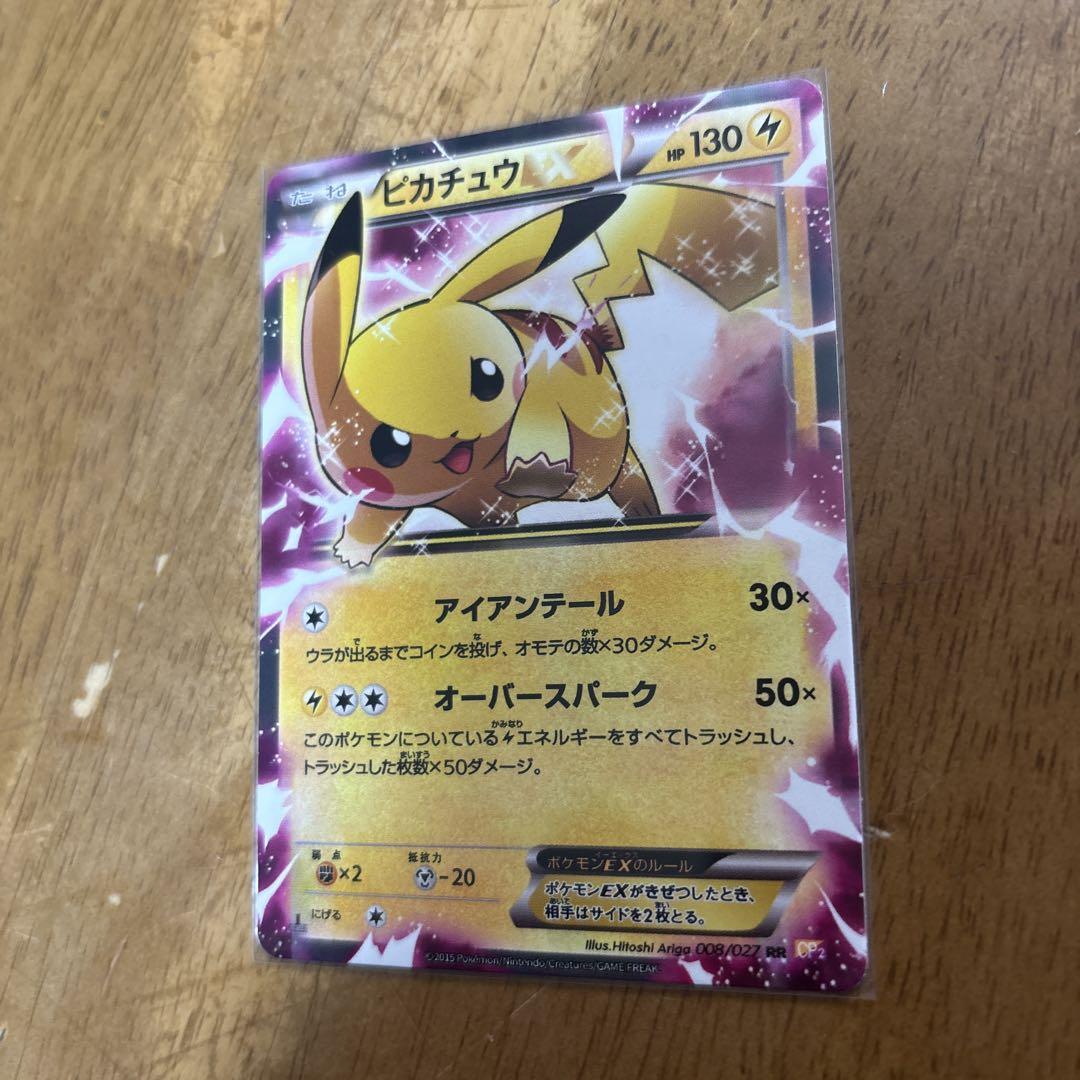 たね ピカチュウEX HP 130
アイアンテール 30×
ウラが出るまでコインを投げ、オモテの数×30ダメージ。
オーバースパーク 50×
このポケモンについているエネルギーをすべてトラッシュし、
トラッシュした枚数×50ダメージ。
弱点 ×2 抵抗力 -20
にげる
ポケモンEXのルール
ポケモンEXがきぜつしたとき、
相手はサイドを2枚とる。
Illus.Hitoshi Ariga 008/027 RR CP2
©2015 Pokémon/Nintendo/Creatures/GAME FREAK.